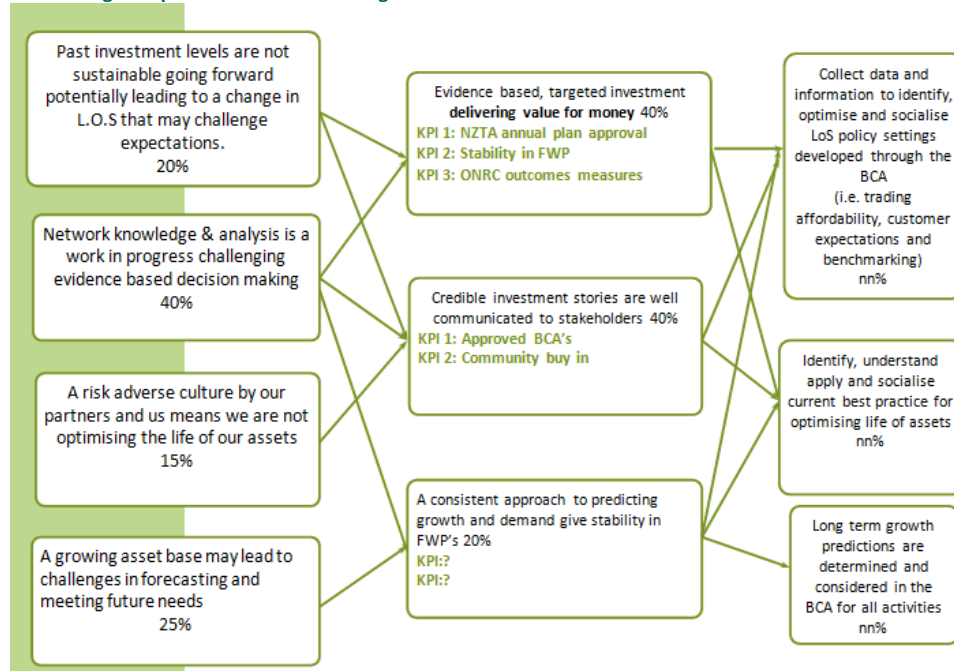 Past investment levels are not
sustainable going forward
potentially leading to a change in
L.O.S that may challenge
expectations.
20%
Network knowledge & analysis is a
work in progress challenging
evidence based decision making
40%
A risk adverse culture by our
partners and us means we are not
optimising the life of our assets
15%
A growing asset base may lead to
challenges in forecasting and
meeting future needs
25%
Evidence based, targeted investment
delivering value for money 40%
KPI 1: NZTA annual plan approval
KPI 2: Stability in FWP
KPI 3: ONRC outcomes measures
Credible investment stories are well
communicated to stakeholders 40%
KPI 1: Approved BCA's
KPI 2: Community buy in
A consistent approach to predicting
growth and demand give stability in
FWP's 20%
KPI:?
KPI:?
Collect data and
information to identify,
optimise and socialise
LoS policy settings
developed through the
BCA
(i.e. trading
affordability, customer
expectations and
benchmarking)
nn%
Identify, understand
apply and socialise
current best practice for
optimising life of assets
nn%
Long term growth
predictions are
determined and
considered in the
BCA for all activities
nn%